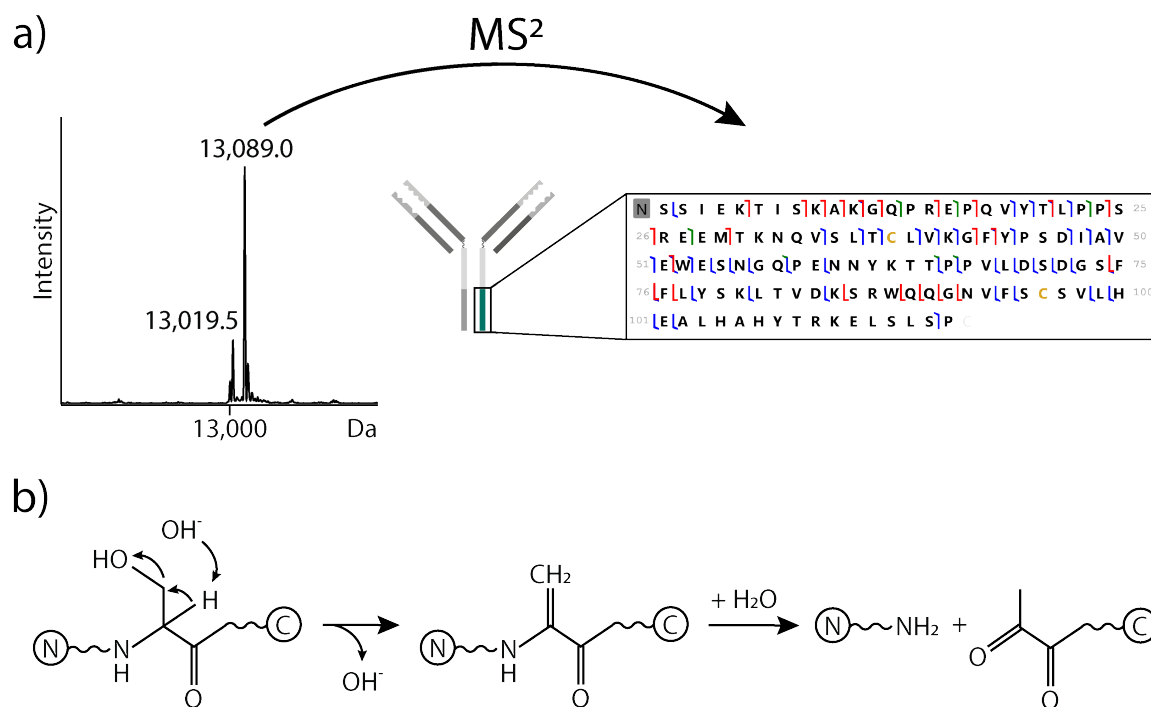 a)
MS²
13,089.0
13,019.5
Intensity
13,000
Da
N S S I E K T I S K A K G Q P R E P Q V Y T L P P S 25
26 R E E M T K N Q V S L T C L V K G F Y P S D I A V 50
51 E W E S N G Q P E N N Y K T T P P V L D S D G S F 75
76 F L Y S K L T V D K S R W Q Q G N V F S C S V L H 100
101 E A L H A H Y T R K E L S L S P C
b)
OH⁻
HO
H
N
N
H
O
C
OH⁻
CH₂
N
N
H
O
C
+ H₂O
N
NH₂
+
O
O
C